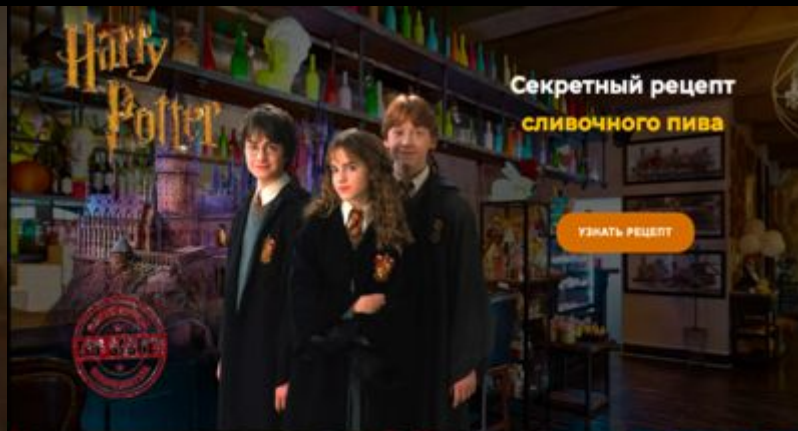 Harry
Potter
Секретный рецепт
сливочного пива
УЗНАТЬ РЕЦЕПТ